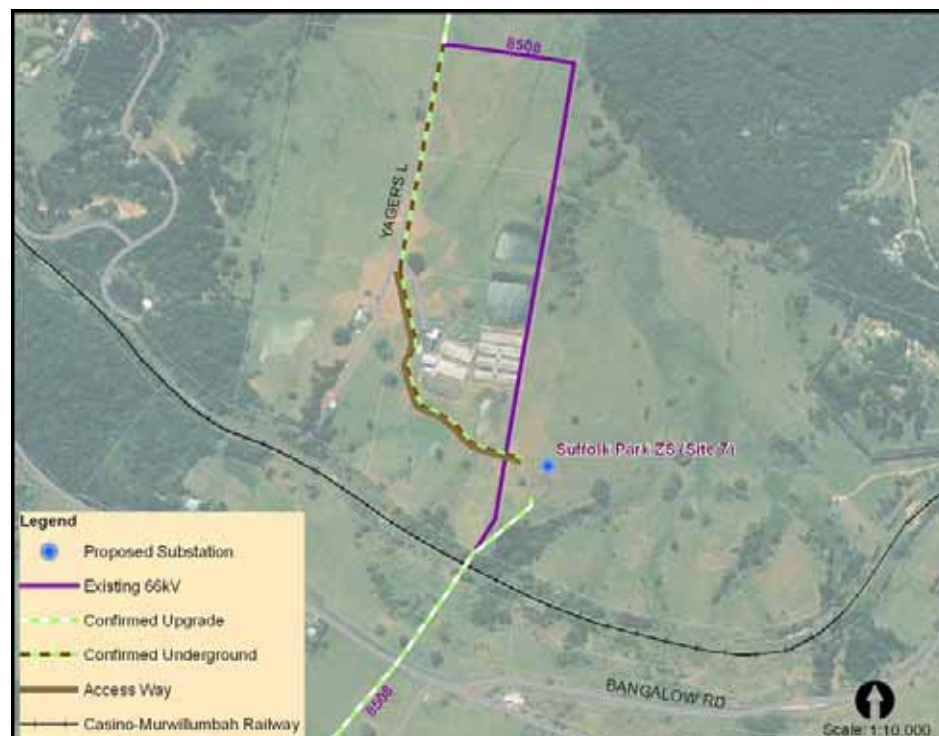 8508
YAGERS L
Suffolk Park ZS (Site 7)
Legend
Proposed Substation
Existing 66kV
Confirmed Upgrade
Confirmed Underground
Access Way
Casino-Murwillumbah Railway
8508
BANGALOW RD
Scale: 1:10,000